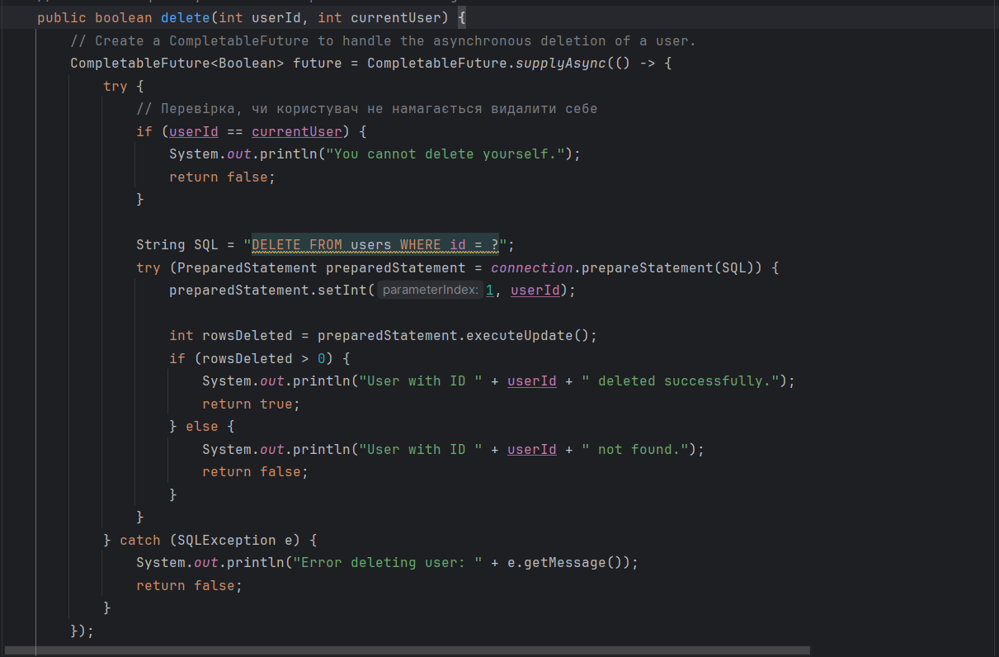 public boolean delete(int userId, int currentUser) {
// Create a CompletableFuture to handle the asynchronous deletion of a user.
CompletableFuture<Boolean> future = CompletableFuture.supplyAsync(() -> {
try {
// Перевірка, чи користувач не намагається видалити себе
if (userId == currentUser) {
System.out.println("You cannot delete yourself.");
return false;
}
String SQL = "DELETE FROM users WHERE id = ?";
try (PreparedStatement preparedStatement = connection.prepareStatement(SQL)) {
preparedStatement.setInt( parameterIndex: 1, userId);
int rowsDeleted = preparedStatement.executeUpdate();
if (rowsDeleted > 0) {
System.out.println("User with ID " + userId + " deleted successfully.");
return true;
} else {
System.out.println("User with ID " + userId + " not found.");
return false;
}
}
} catch (SQLException e) {
System.out.println("Error deleting user: " + e.getMessage());
return false;
}
});